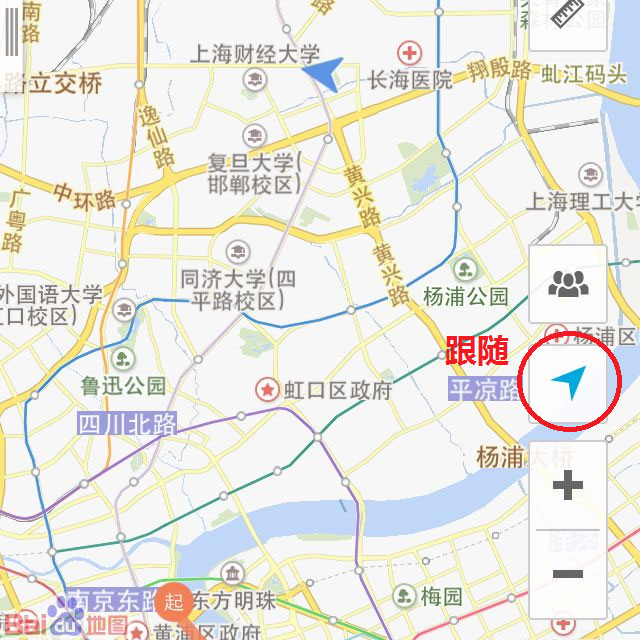 南
路
上海财经大学
长海医院
翔殷路
虬江码头
路立交桥
逸仙路
复旦大学(
邯郸校区)
中环路
广粤路
黄兴路
上海理工大学
黄兴路
同济大学(四
平路校区)
外国语大学
虹口校区)
杨浦公园
杨浦区
跟随
鲁迅公园
虹口区政府
平凉路
四川北路
杨浦大桥
南京东路
起
东方明珠
梅园
Bai 地图
黄浦区政府